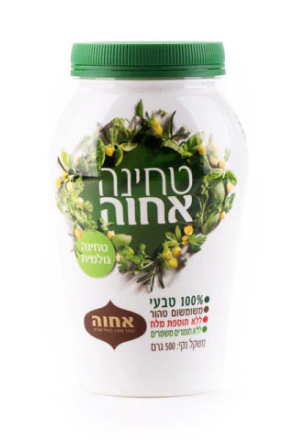 טחינה
אחוה
טחינה
גולמית
100% טבעי
משומשום טהור
ללא תוספת מלח
ללא חומרים משמרים
משקל נקי: 500 גרם
אחוה